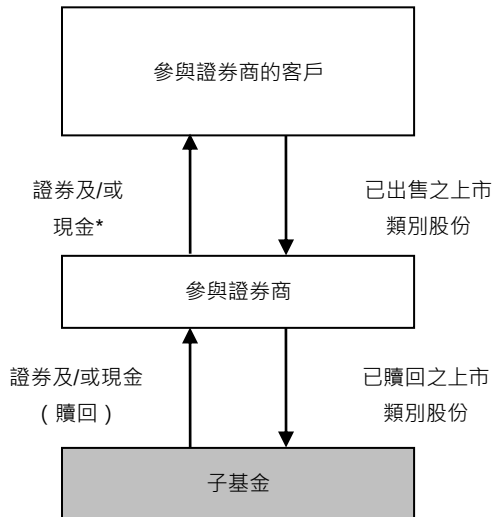 參與證券商的客戶
證券及/或
現金*
已出售之上市
類別股份
參與證券商
證券及/或現金
（贖回）
已贖回之上市
類別股份
子基金